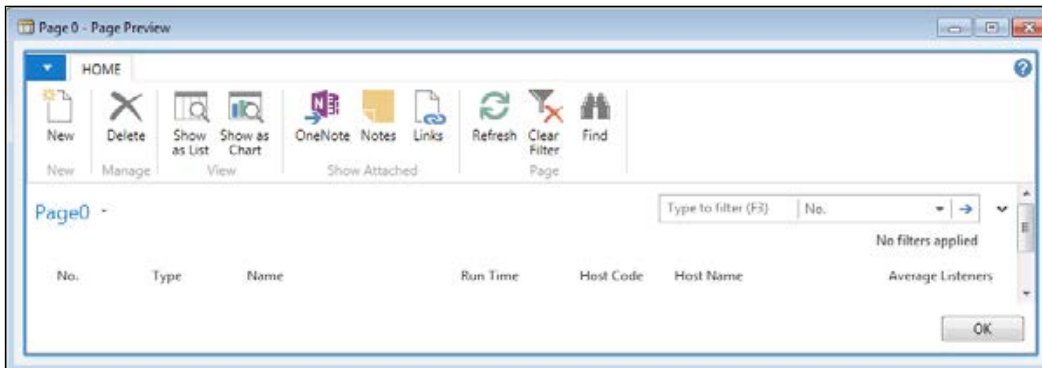 Page 0 - Page Preview
HOME
New Delete Show as List Show as Chart OneNote Notes Links Refresh Clear Filter Find
New Manage View Show Attached Page
Page0 Type to filter (F3) No.
No filters applied
No. Type Name Run Time Host Code Host Name Average Listeners
OK